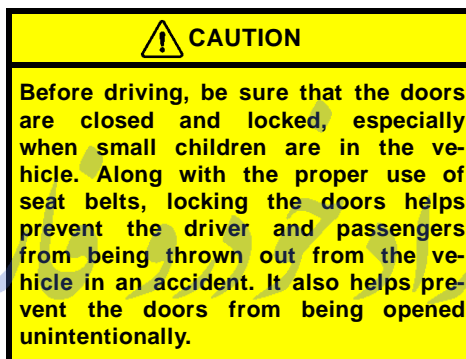 CAUTION
Before driving, be sure that the doors
are closed and locked, especially
when small children are in the ve-
hicle. Along with the proper use of
seat belts, locking the doors helps
prevent the driver and passengers
from being thrown out from the ve-
hicle in an accident. It also helps pre-
vent the doors from being opened
unintentionally.